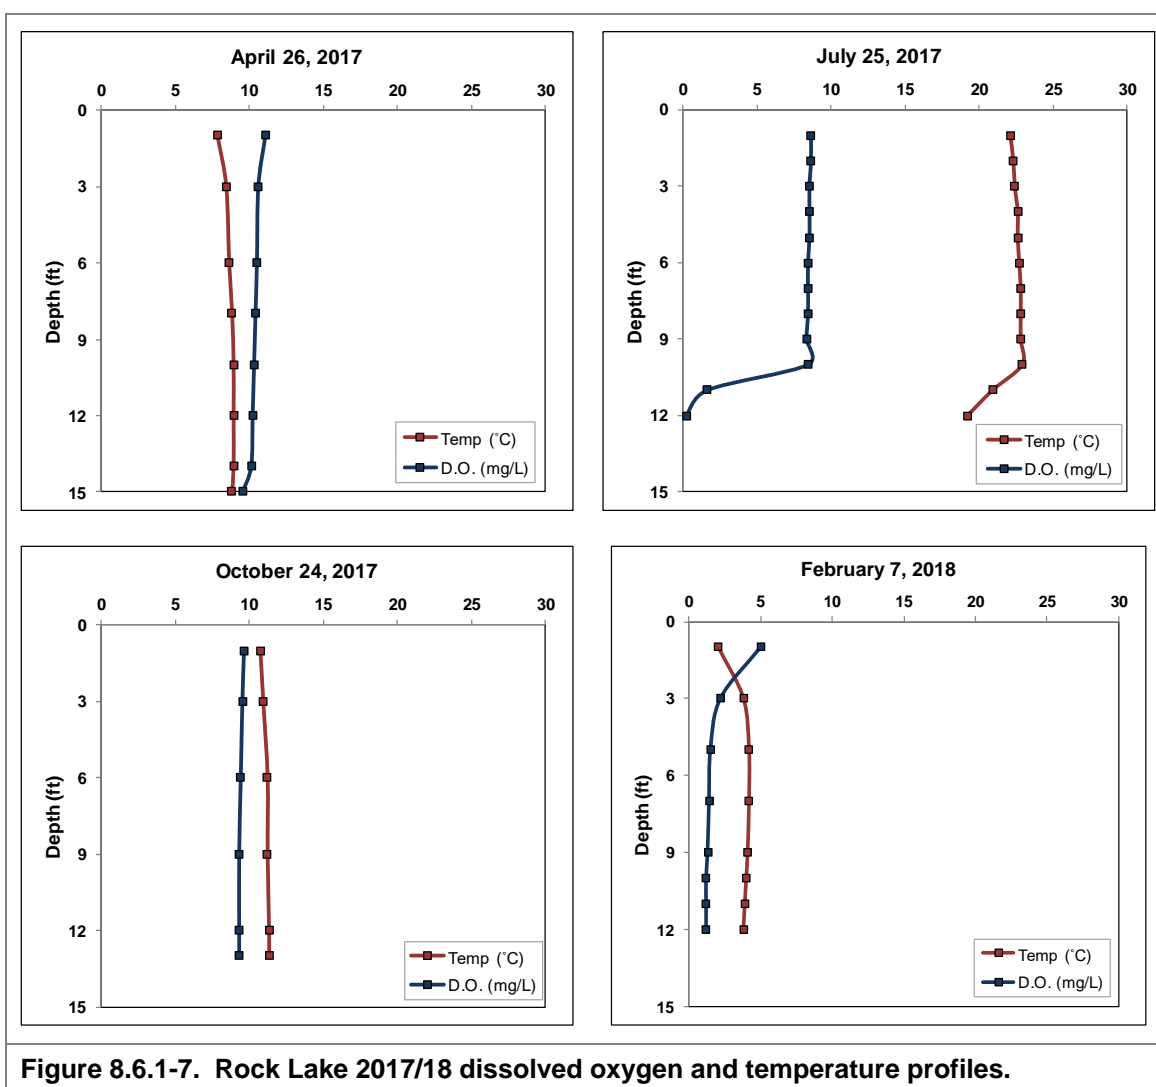 April 26, 2017
0 5 10 15 20 25 30
0
3
6
9
12
15
Depth (ft)
Temp (˚C)
D.O. (mg/L)
July 25, 2017
0 5 10 15 20 25 30
0
3
6
9
12
15
Depth (ft)
Temp (˚C)
D.O. (mg/L)
October 24, 2017
0 5 10 15 20 25 30
0
3
6
9
12
15
Depth (ft)
Temp (˚C)
D.O. (mg/L)
February 7, 2018
0 5 10 15 20 25 30
0
3
6
9
12
15
Depth (ft)
Temp (˚C)
D.O. (mg/L)
Figure 8.6.1-7. Rock Lake 2017/18 dissolved oxygen and temperature profiles.